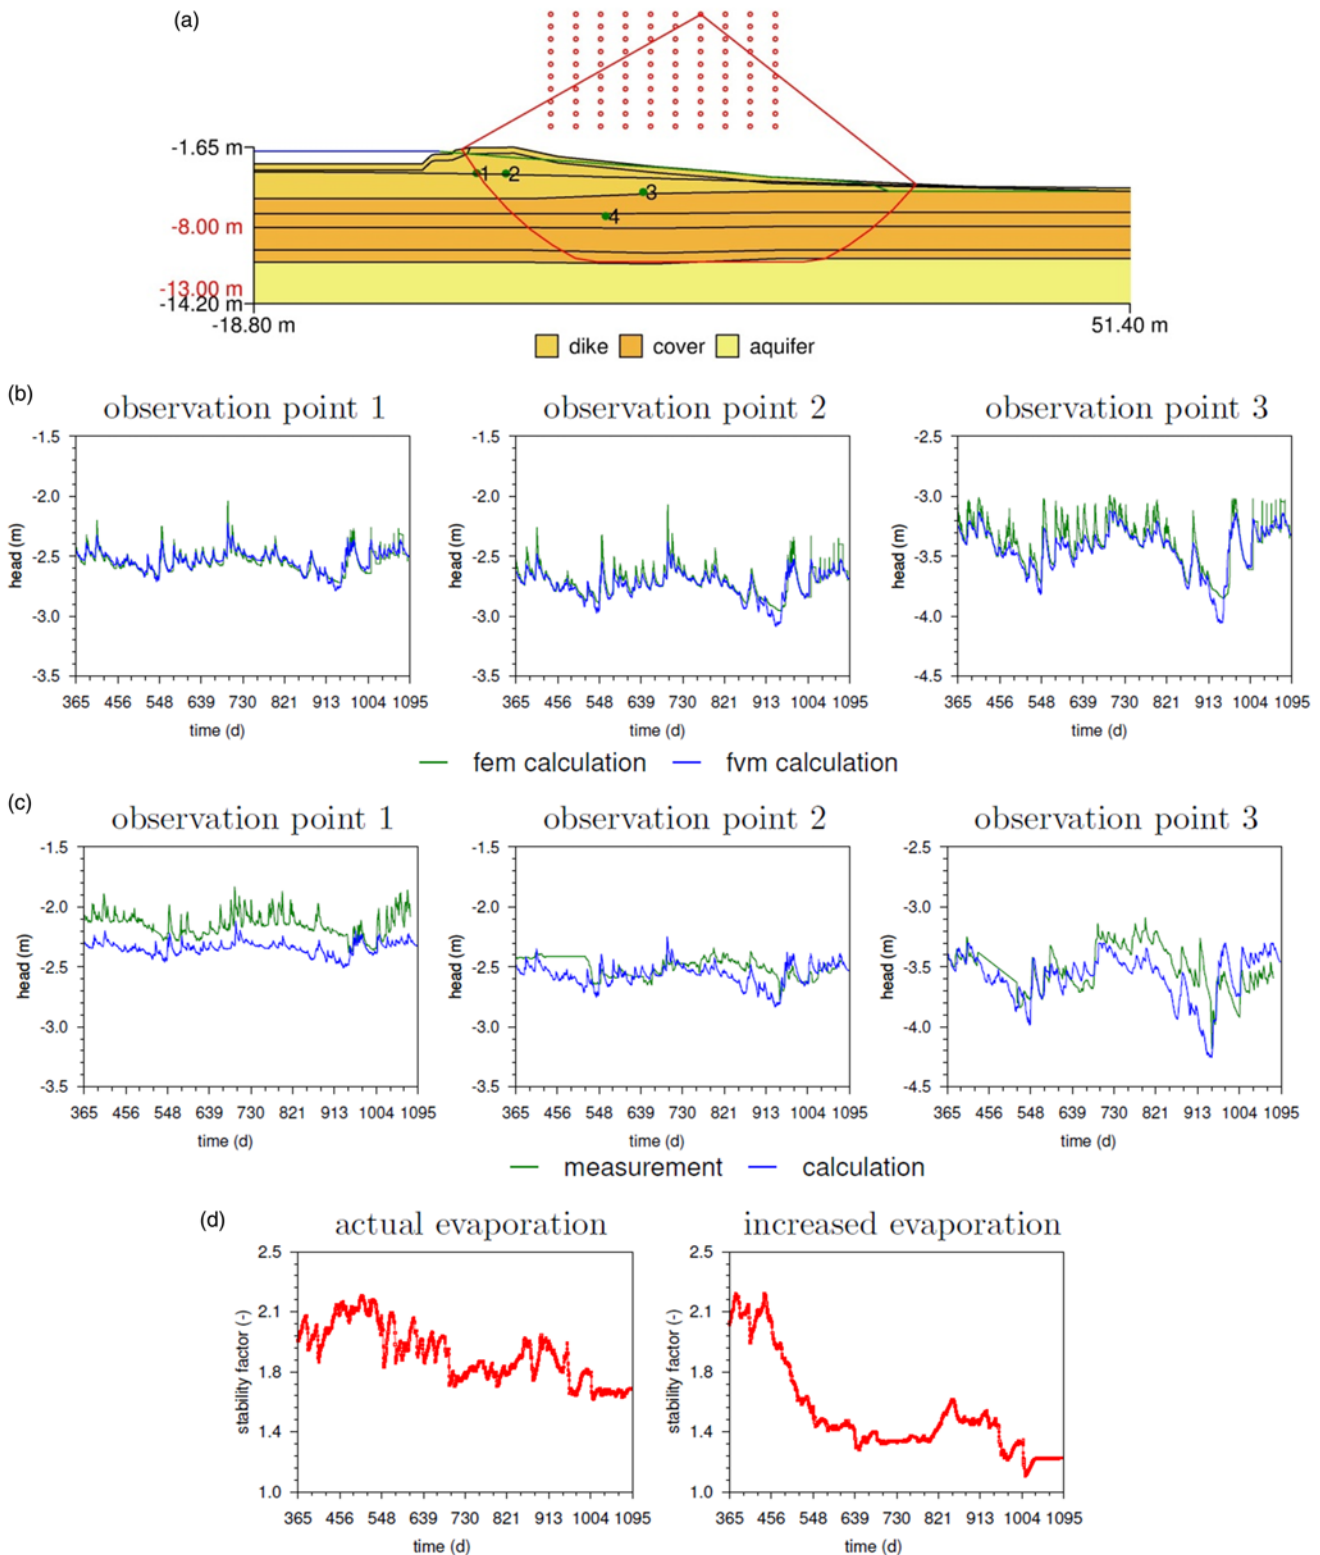 (a)
-1.65 m
1 2
3
4
-8.00 m
-13.00 m
-14.20 m
-18.80 m 51.40 m
dike cover aquifer
(b)
observation point 1 observation point 2 observation point 3
-1.5 -1.5 -2.5
-2.0 -2.0 -3.0
-2.5 -2.5 -3.5
-3.0 -3.0 -4.0
-3.5 -3.5 -4.5
head (m) head (m) head (m)
365 456 548 639 730 821 913 1004 1095 365 456 548 639 730 821 913 1004 1095 365 456 548 639 730 821 913 1004 1095
time (d) time (d) time (d)
fem calculation fvm calculation
(c)
observation point 1 observation point 2 observation point 3
-1.5 -1.5 -2.5
-2.0 -2.0 -3.0
-2.5 -2.5 -3.5
-3.0 -3.0 -4.0
-3.5 -3.5 -4.5
head (m) head (m) head (m)
365 456 548 639 730 821 913 1004 1095 365 456 548 639 730 821 913 1004 1095 365 456 548 639 730 821 913 1004 1095
time (d) time (d) time (d)
measurement calculation
(d)
actual evaporation increased evaporation
2.5 2.5
2.1 2.1
1.8 1.8
1.4 1.4
1.0 1.0
stability factor (-) stability factor (-)
365 456 548 639 730 821 913 1004 1095 365 456 548 639 730 821 913 1004 1095
time (d) time (d)